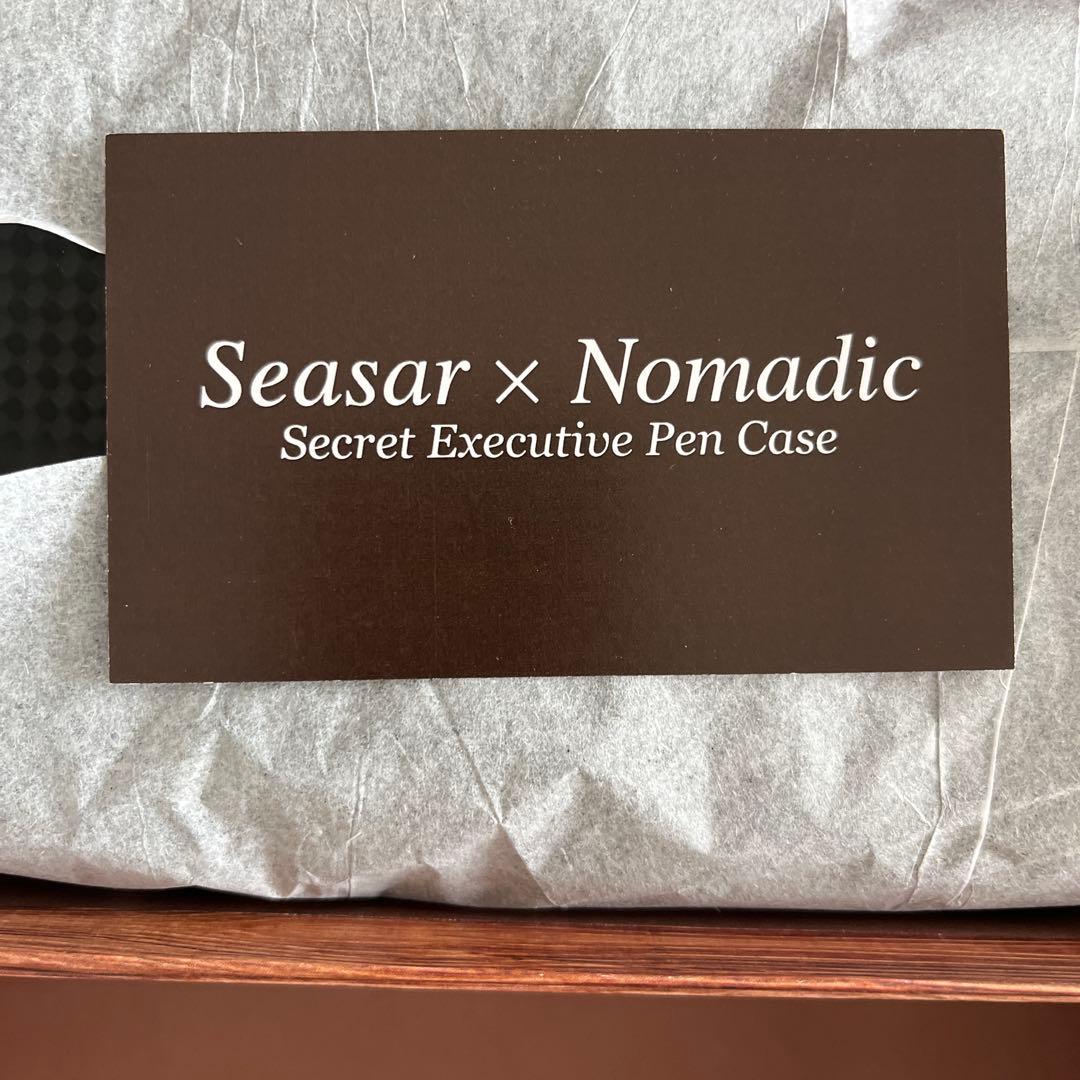 Seasar × Nomadic
Secret Executive Pen Case